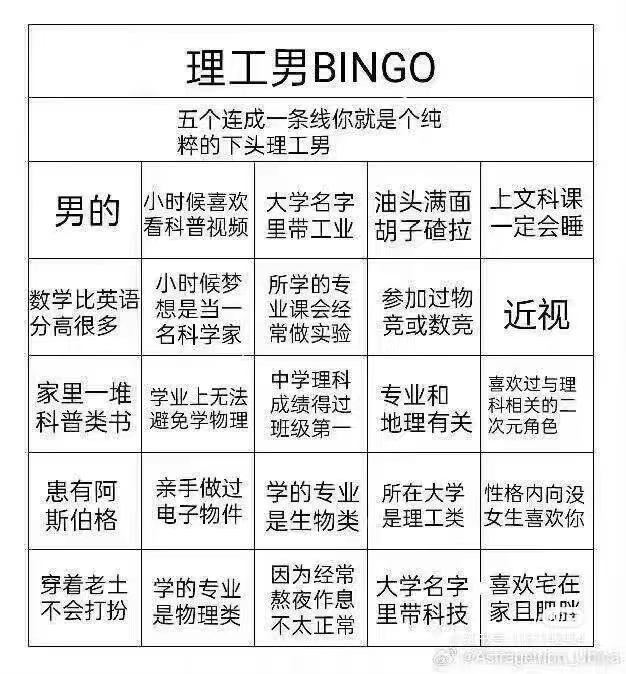 理工男BINGO
五个连成一条线你就是个纯
粹的下头理工男
男的
小时候喜欢
看科普视频
大学名字
里带工业
油头满面
胡子碴拉
上文科课
一定会睡
数学比英语
分高很多
小时候梦
想是当一
名科学家
所学的专
业课会经
常做实验
参加过物
竞或数竞
近视
家里一堆
科普类书
学业上无法
避免学物理
中学理科
成绩得过
班级第一
专业和
地理有关
喜欢过与理
科相关的二
次元角色
患有阿
斯伯格
亲手做过
电子物件
学的专业
是生物类
所在大学
是理工类
性格内向没
女生喜欢你
穿着老土
不会打扮
学的专业
是物理类
因为经常
熬夜作息
不太正常
大学名字
里带科技
喜欢宅在
家且肥胖